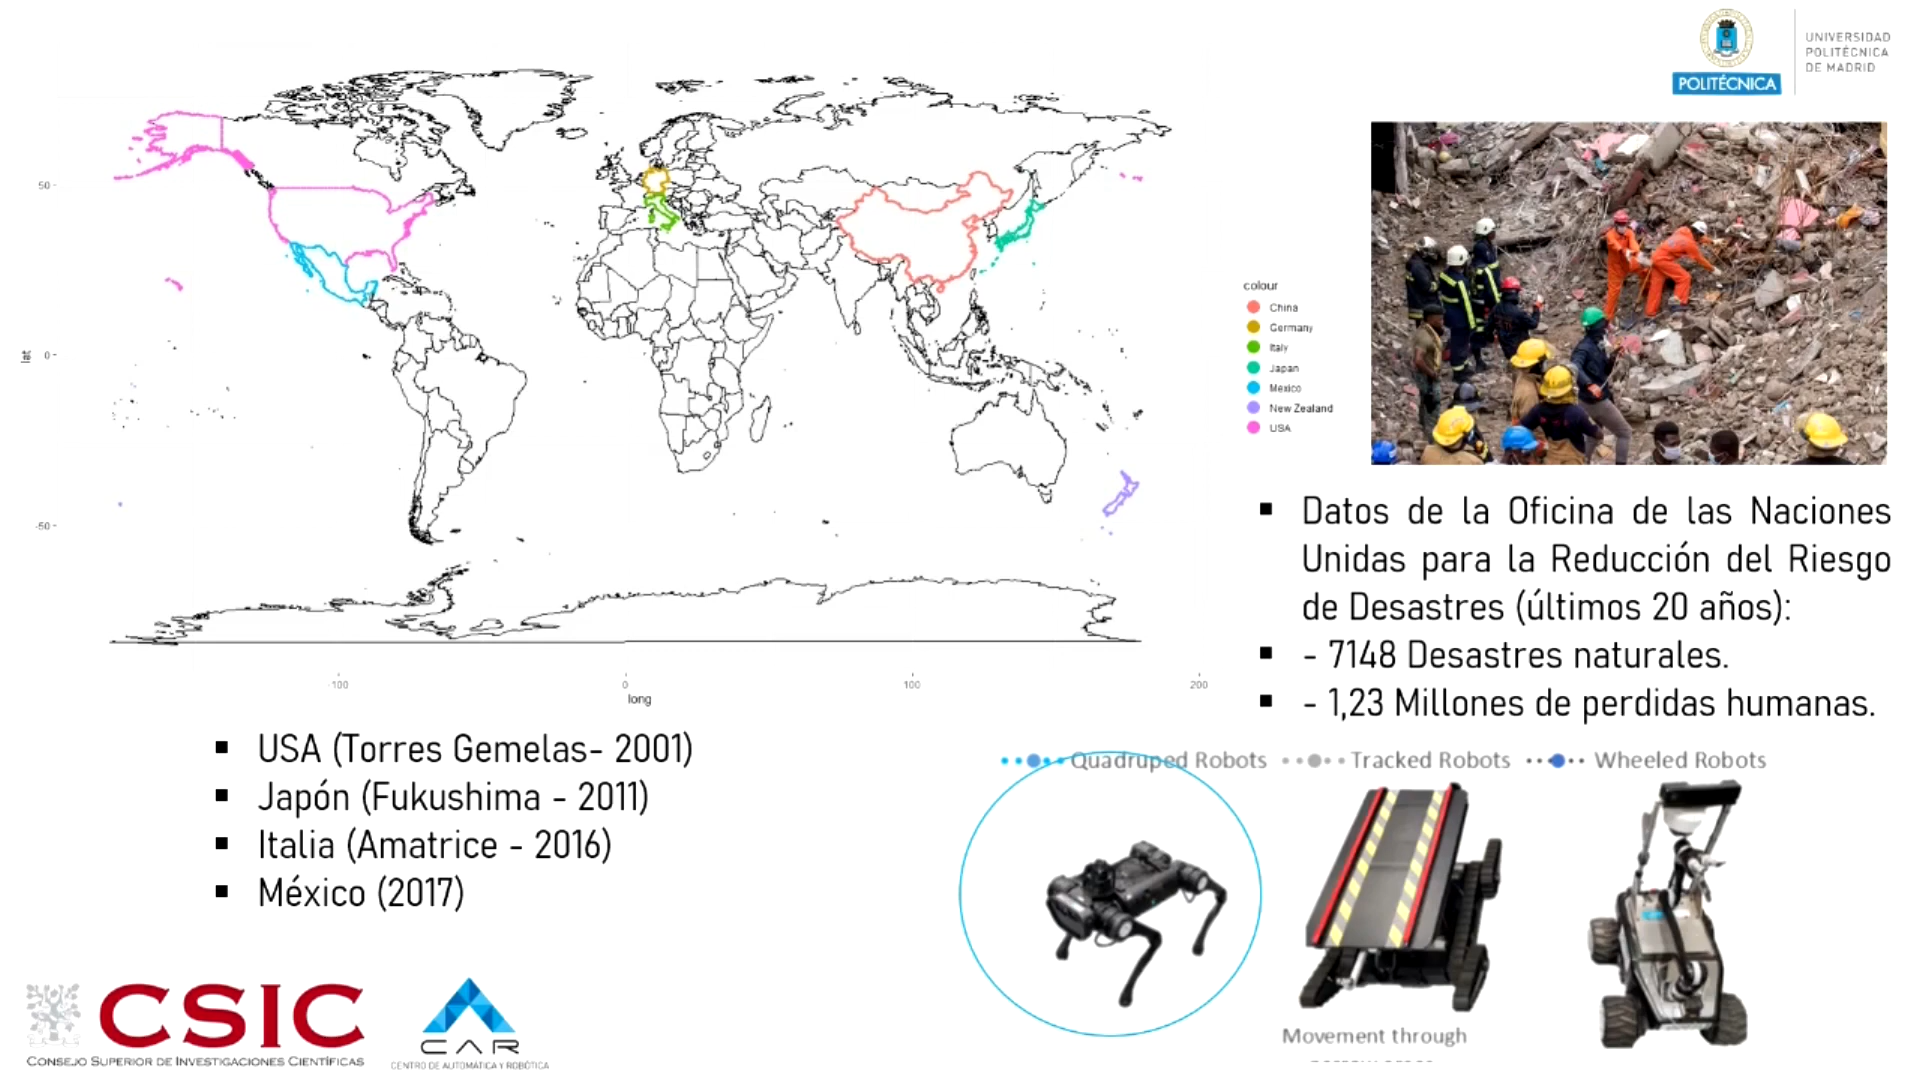 UNIVERSIDAD
POLITÉCNICA
DE MADRID
POLITÉCNICA
50
0
-50
lat
-100
0
100
200
long
colour
China
Germany
Italy
Japan
Mexico
New Zealand
USA
▪ Datos de la Oficina de las Naciones
Unidas para la Reducción del Riesgo
de Desastres (últimos 20 años):
▪ - 7148 Desastres naturales.
▪ - 1,23 Millones de perdidas humanas.
▪ USA (Torres Gemelas- 2001)
▪ Japón (Fukushima - 2011)
▪ Italia (Amatrice - 2016)
▪ México (2017)
Quadruped Robots Tracked Robots Wheeled Robots
Movement through
CSIC
CONSEJO SUPERIOR DE INVESTIGACIONES CIENTÍFICAS
CAR
CENTRO DE AUTOMÁTICA Y ROBÓTICA